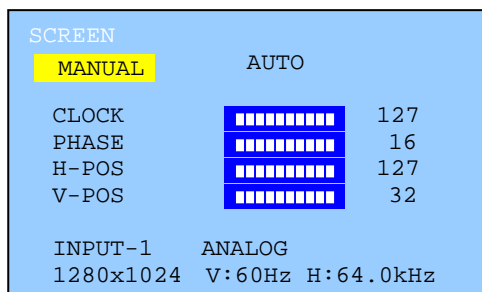 SCREEN
MANUAL AUTO
CLOCK 127
PHASE 16
H-POS 127
V-POS 32
INPUT-1 ANALOG
1280x1024 V:60Hz H:64.0kHz